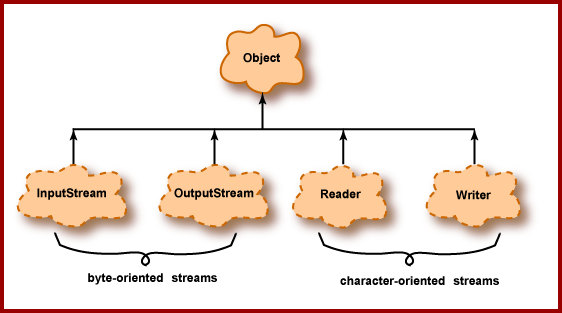 Object
InputStream
OutputStream
Reader
Writer
byte-oriented streams
character-oriented streams